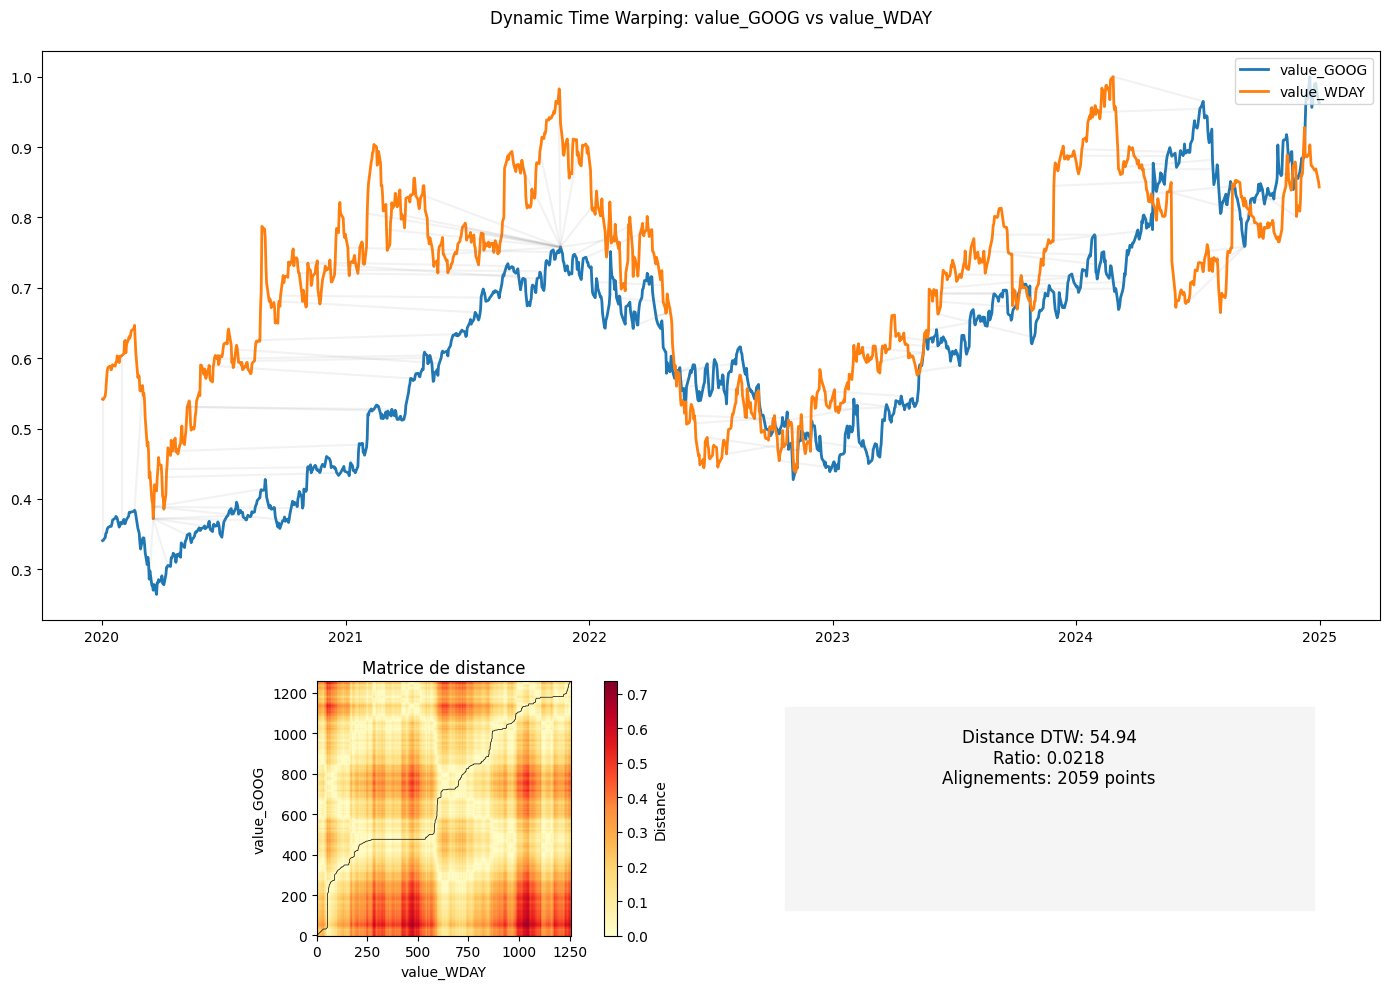 Dynamic Time Warping: value_GOOG vs value_WDAY
value_GOOG
value_WDAY
1.0
0.9
0.8
0.7
0.6
0.5
0.4
0.3
2020 2021 2022 2023 2024 2025
Matrice de distance
value_GOOG
1200
1000
800
600
400
200
0
0 250 500 750 1000 1250
value_WDAY
0.7
0.6
0.5
0.4
0.3
0.2
0.1
0.0
Distance
Distance DTW: 54.94
Ratio: 0.0218
Alignements: 2059 points